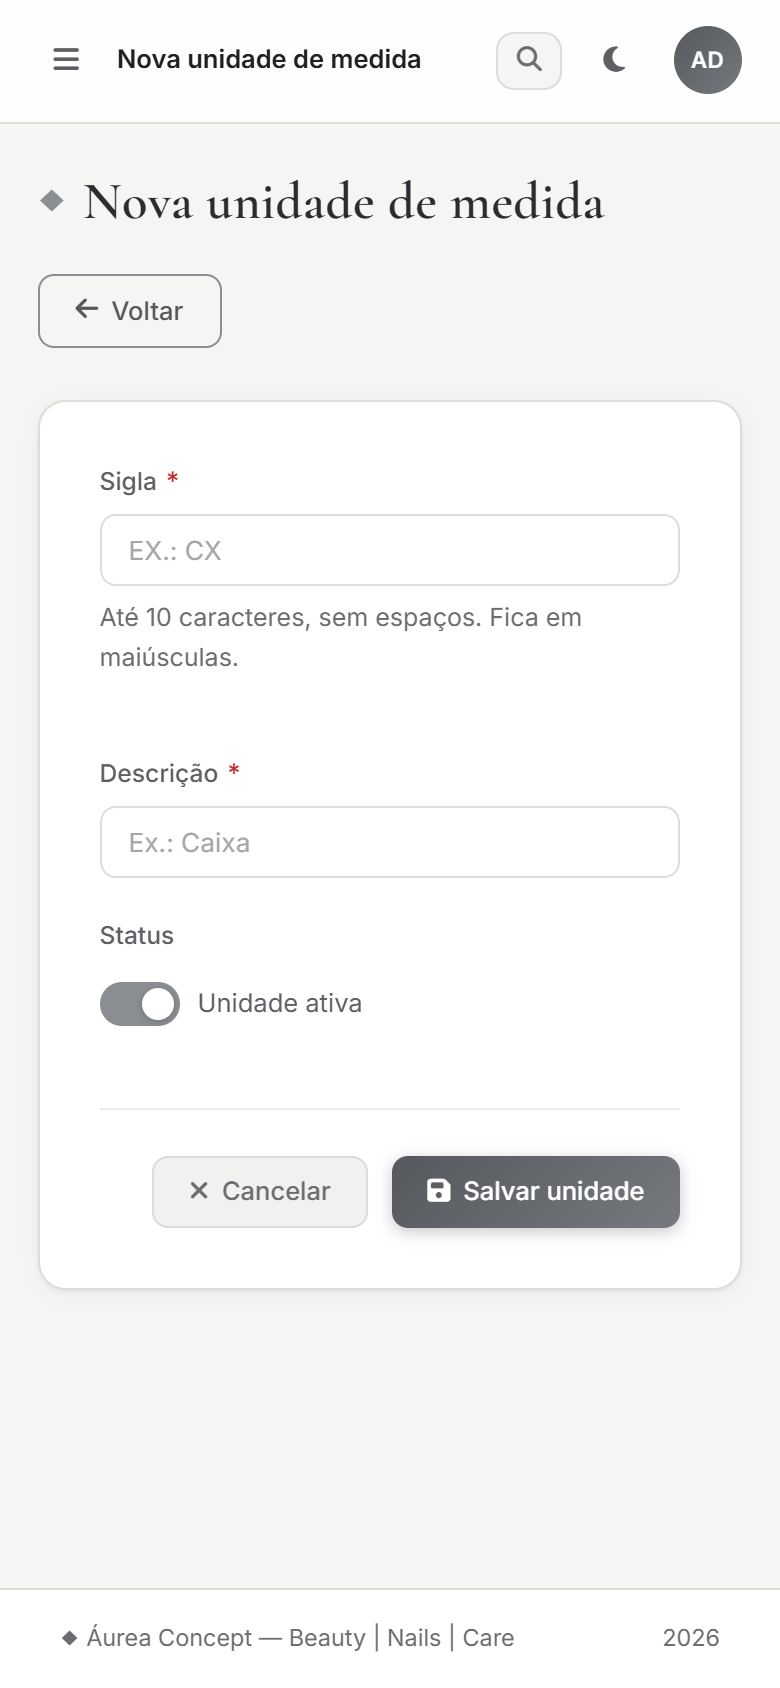 Nova unidade de medida
AD
Nova unidade de medida
Voltar
Sigla *
EX.: CX
Até 10 caracteres, sem espaços. Fica em
maiúsculas.
Descrição *
Ex.: Caixa
Status
Unidade ativa
Cancelar
Salvar unidade
Áurea Concept — Beauty | Nails | Care
2026